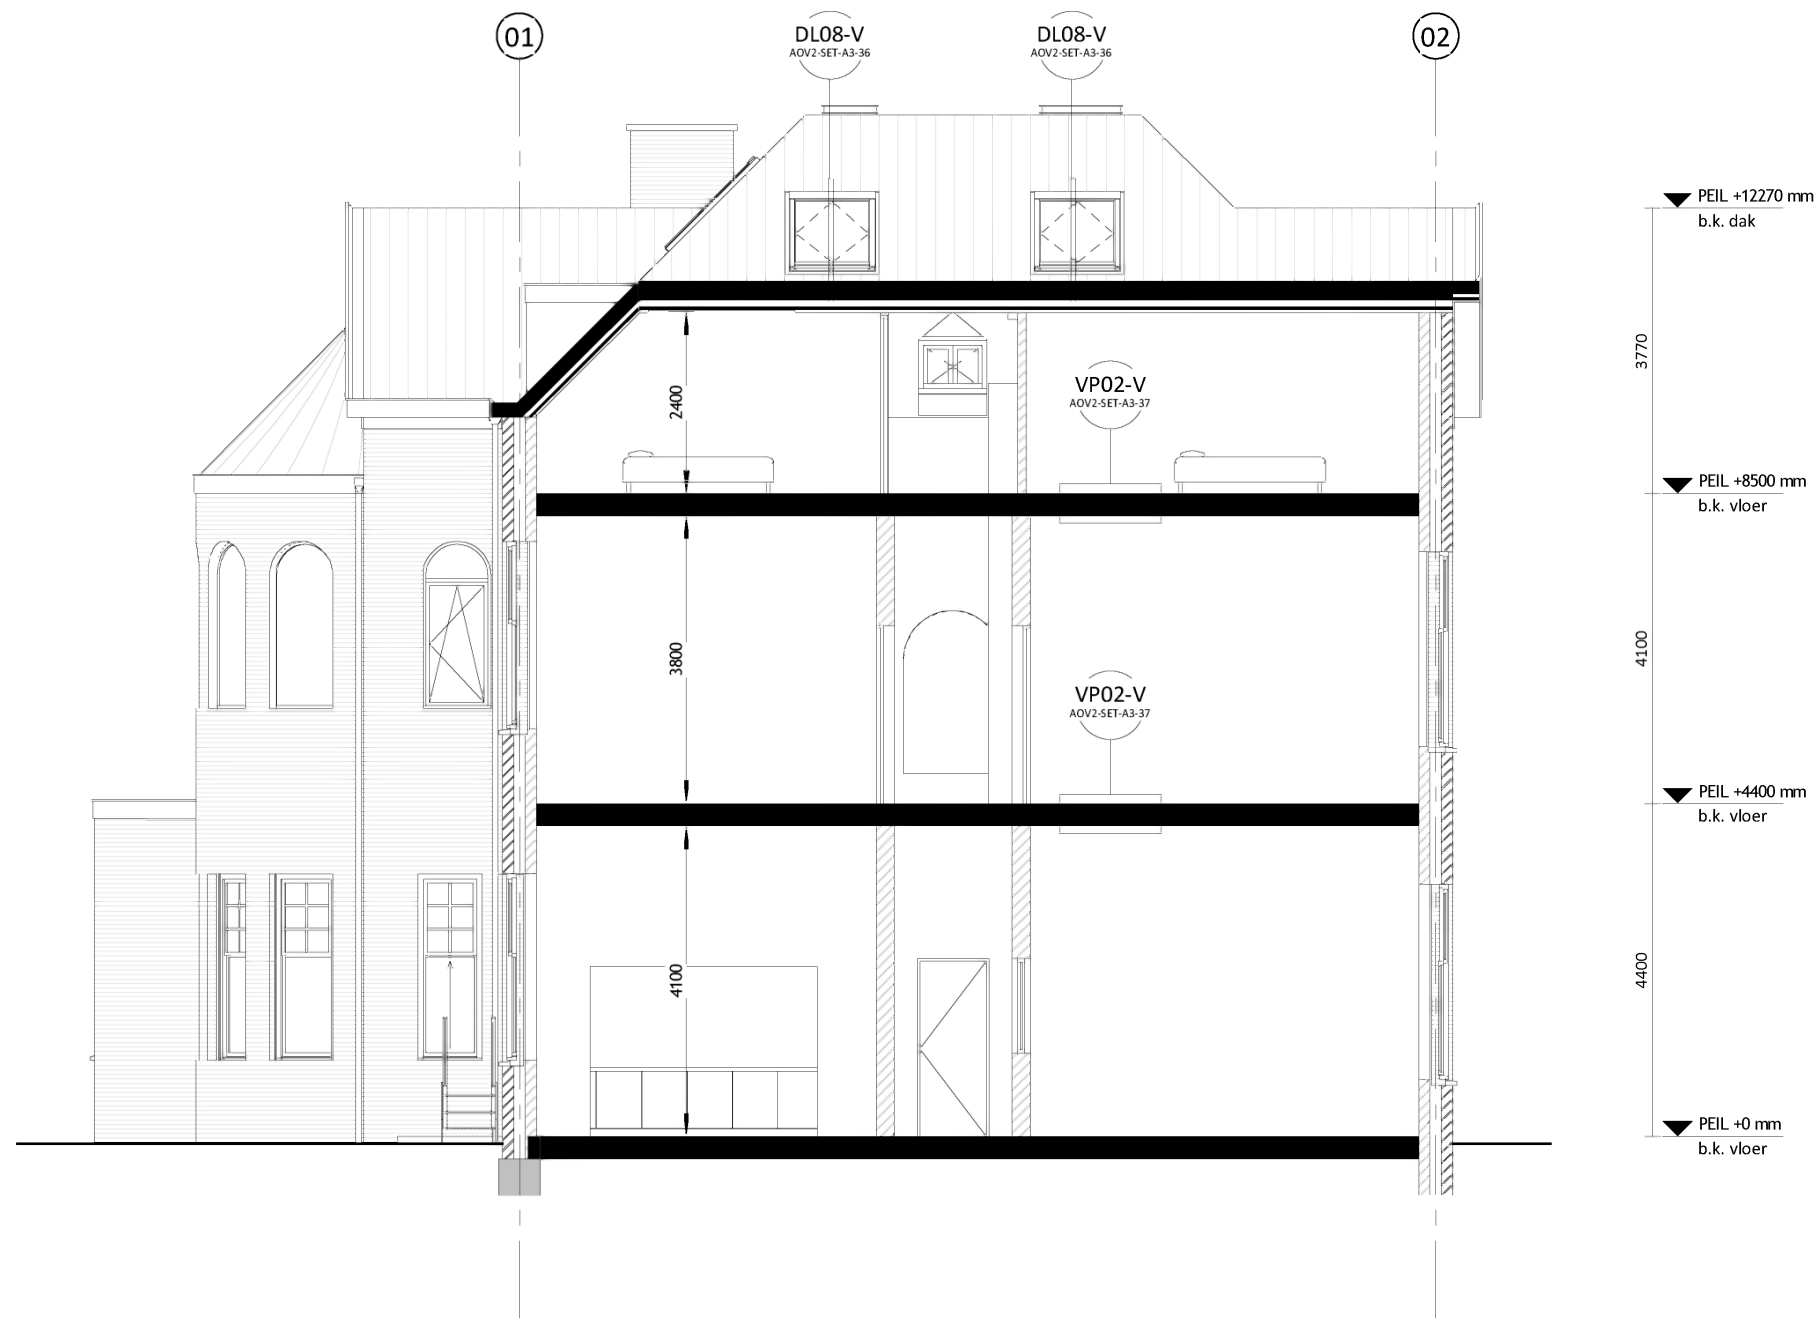 01
DL08-V
AOV2-SET-A3-36
DL08-V
AOV2-SET-A3-36
02
PEIL +12270 mm
b.k. dak
3770
2400
VP02-V
AOV2-SET-A3-37
PEIL +8500 mm
b.k. vloer
3800
4100
VP02-V
AOV2-SET-A3-37
PEIL +4400 mm
b.k. vloer
4100
4400
PEIL +0 mm
b.k. vloer